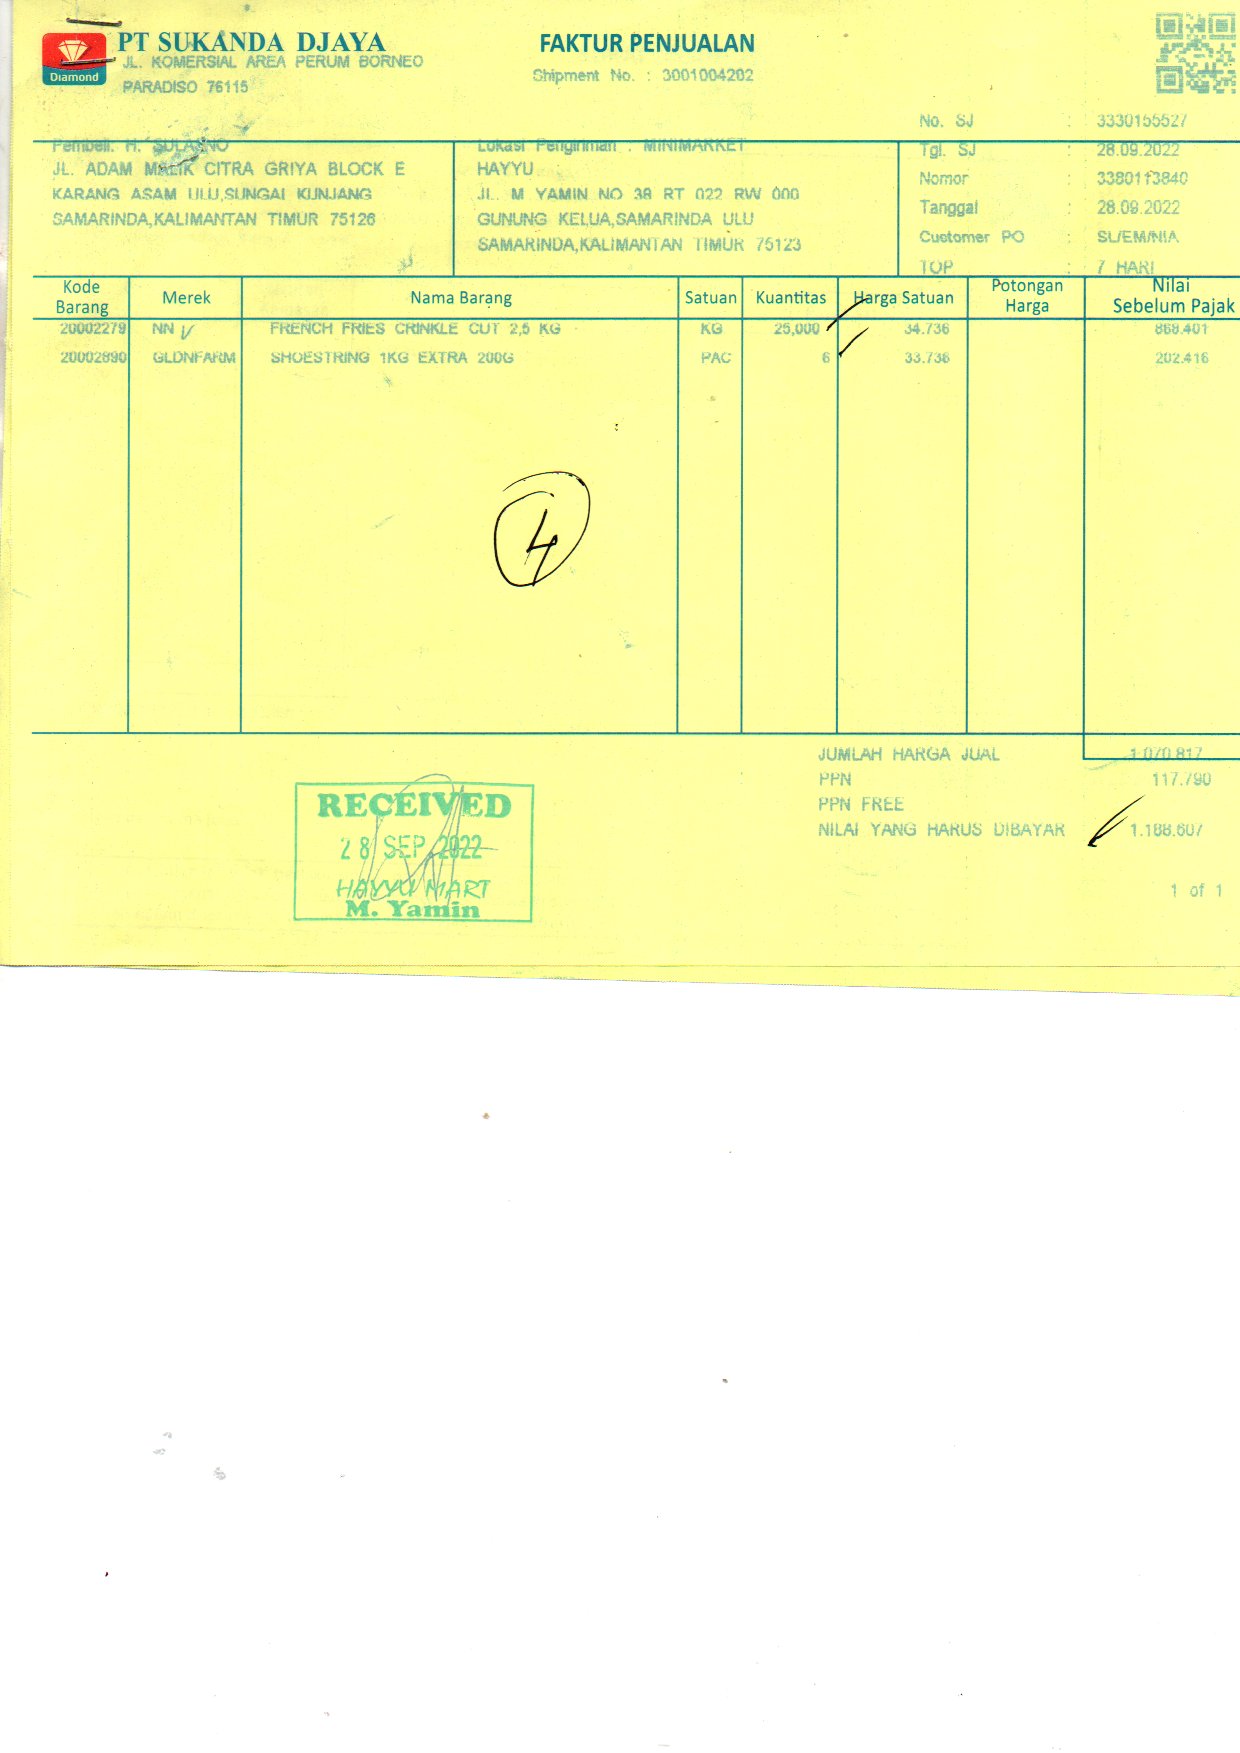 PT SUKANDA DJAYA
Diamond
JL. KOMERSIAL AREA PERUM BORNEO
PARADISO 76115
FAKTUR PENJUALAN
Shipment No. : 3001004202
No. SJ : 3330155527
Pembeli: H. SULASNO
JL. ADAM MALIK CITRA GRIYA BLOCK E
KARANG ASAM ULU,SUNGAI KUNJANG
SAMARINDA,KALIMANTAN TIMUR 75126
Lokasi Pengiriman : MINIMARKET
HAYYU
JL. M YAMIN NO 38 RT 022 RW 000
GUNUNG KELUA,SAMARINDA ULU
SAMARINDA,KALIMANTAN TIMUR 75123
Tgl. SJ : 28.09.2022
Nomor : 3380113840
Tanggal : 28.09.2022
Customer PO : SL/EM/NIA
TOP : 7 HARI
Kode Barang Merek Nama Barang Satuan Kuantitas Harga Satuan Potongan Harga Nilai Sebelum Pajak
20002279 NN FRENCH FRIES CRINKLE CUT 2,5 KG KG 25,000 34.736 868.401
20002890 GLDNFARM SHOESTRING 1KG EXTRA 200G PAC 6 33.736 202.416
4
JUMLAH HARGA JUAL 1.070.817
PPN 117.790
PPN FREE
NILAI YANG HARUS DIBAYAR 1.188.607
RECEIVED
28 SEP 2022
HAYYU MART
M. Yamin
1 of 1